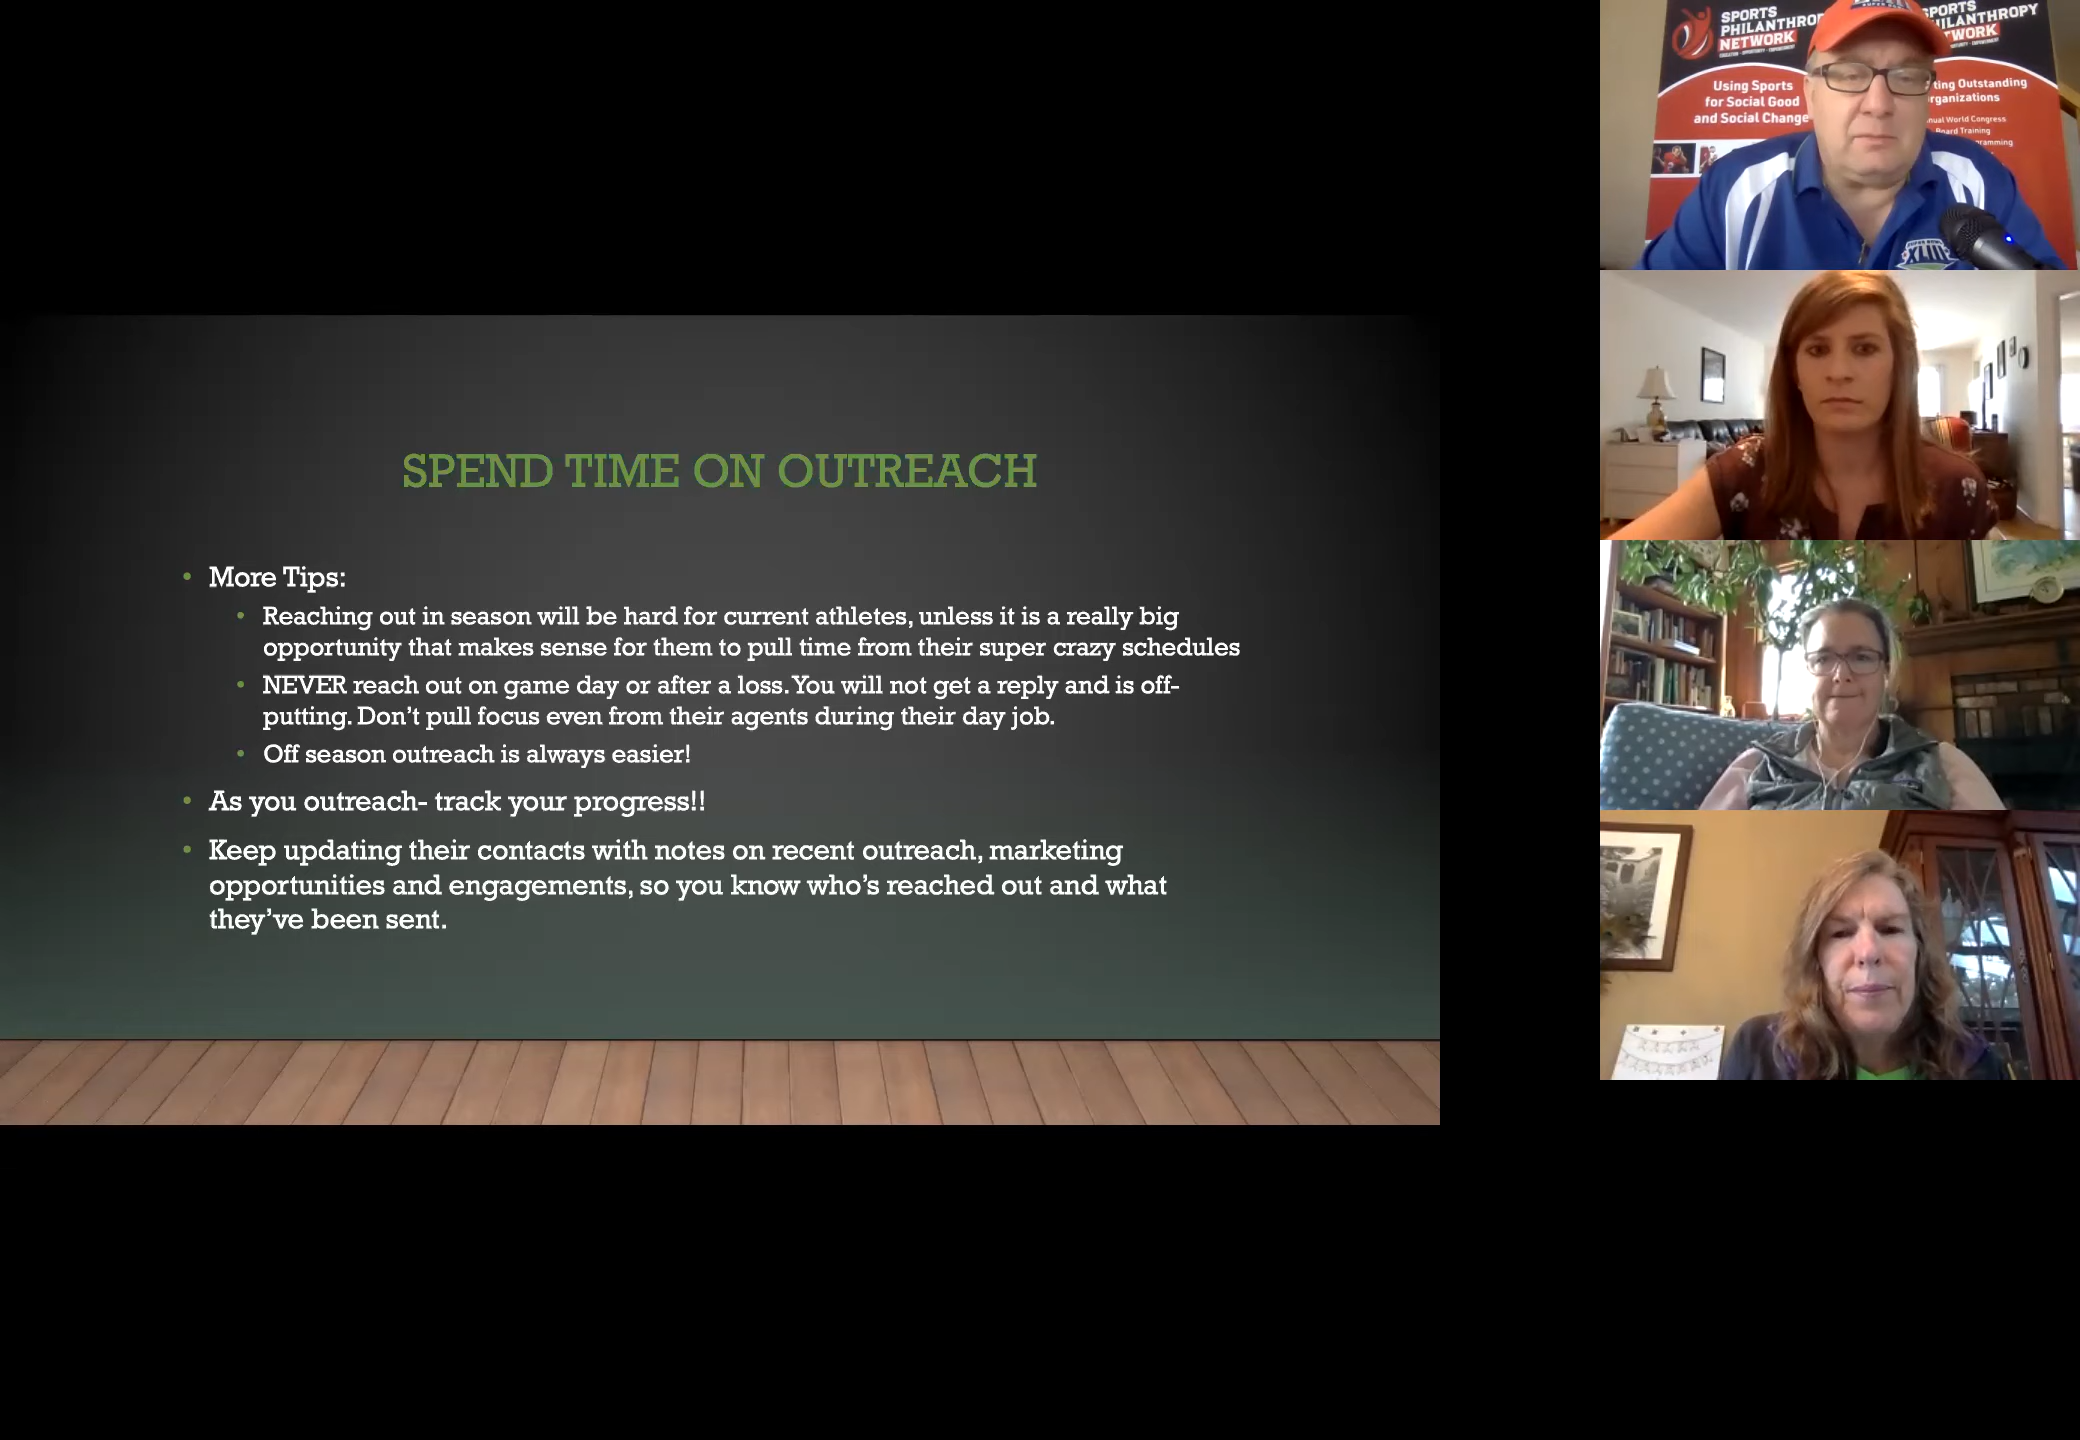 SPEND TIME ON OUTREACH
• More Tips:
• Reaching out in season will be hard for current athletes, unless it is a really big
opportunity that makes sense for them to pull time from their super crazy schedules
• NEVER reach out on game day or after a loss. You will not get a reply and is off-
putting. Don't pull focus even from their agents during their day job.
• Off season outreach is always easier!
• As you outreach- track your progress!!
• Keep updating their contacts with notes on recent outreach, marketing
opportunities and engagements, so you know who's reached out and what
they've been sent.
SPORTS
NETWORK
Using Sports
for Social Good
and Social Change
SPORTS
Outstanding
World Congress
Board Training
XLIII